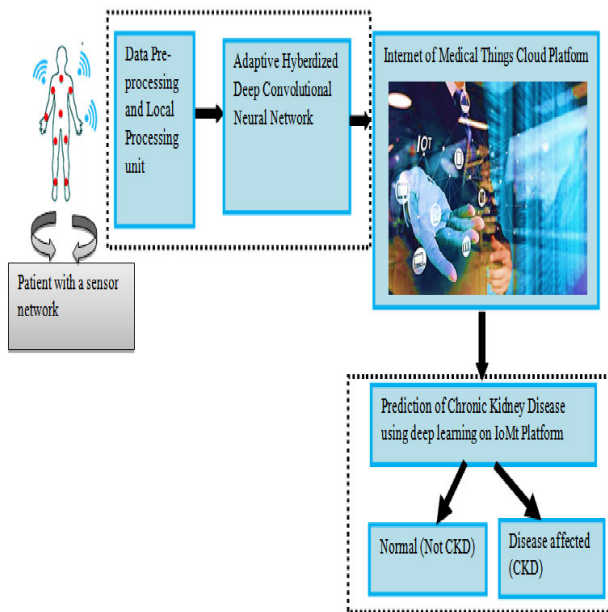 Data Pre-
processing
and Local
Processing
unit
Adaptive Hyberdized
Deep Convolutional
Neural Network
Internet of Medical Things Cloud Platform
IOT
Patient with a sensor
network
Prediction of Chronic Kidney Disease
using deep learning on IoMt Platform
Normal (Not CKD)
Disease affected
(CKD)